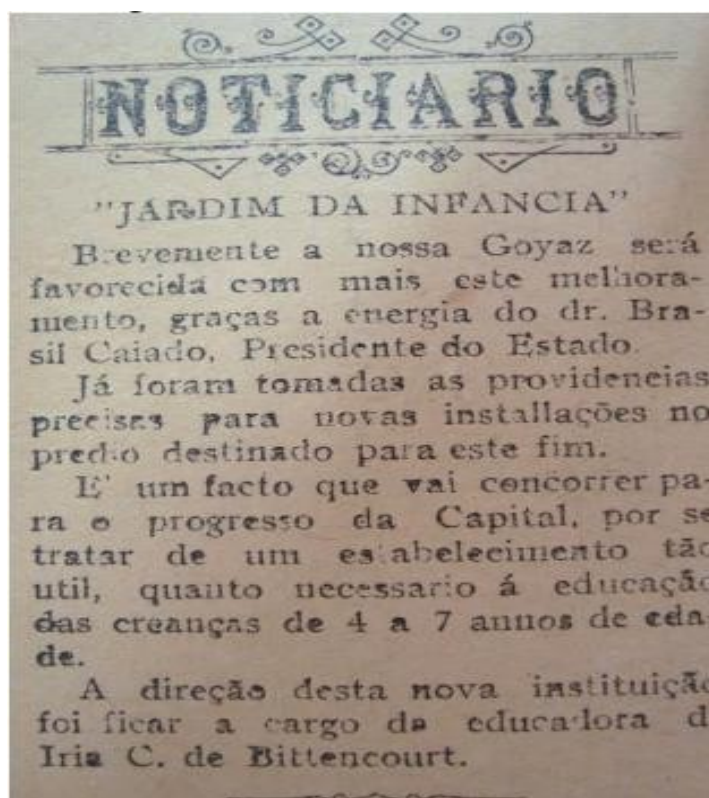 NOTICIARIO
"JARDIM DA INFANCIA"
Brevemente a nossa Goyaz será
favorecida com mais este melhora-
mento, graças a energia do dr. Bra-
sil Caiado, Presidente do Estado.
Já foram tomadas as providencias
precisas para novas installações no
predio destinado para este fim.
E' um facto que vai concorrer pa-
ra o progresso da Capital, por se
tratar de um estabelecimento tão
util, quanto necessario á educação
das creanças de 4 a 7 annos de eda-
de.
A direção desta nova instituição
foi ficar a cargo da educadora d
Iria C. de Bittencourt.